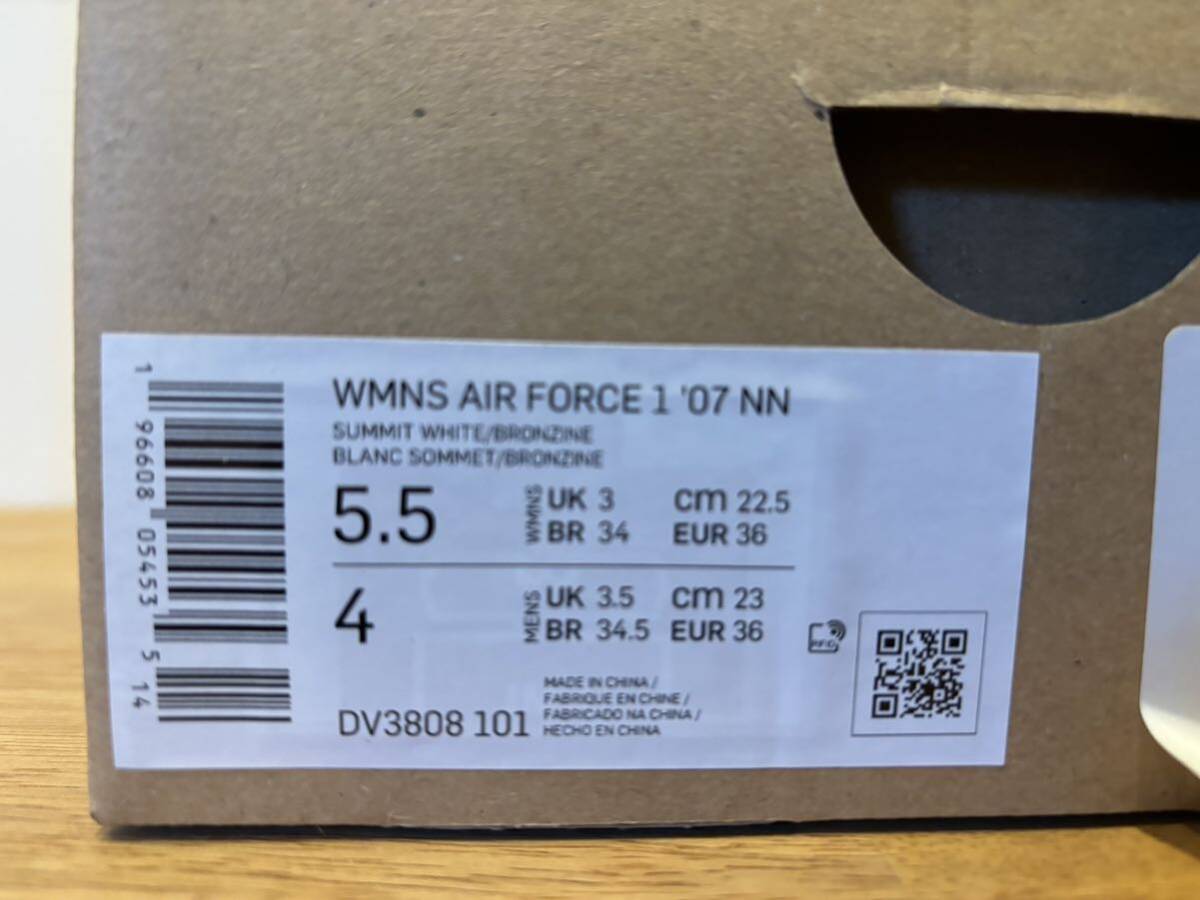 WMNS AIR FORCE 1 '07 NN
SUMMIT WHITE/BRONZINE
BLANC SOMMET/BRONZINE
5.5 WMNS UK 3 cm 22.5
BR 34 EUR 36
4 MENS UK 3.5 cm 23
BR 34.5 EUR 36
RFID
DV3808 101
MADE IN CHINA /
FABRIQUE EN CHINE /
FABRICADO NA CHINA /
HECHO EN CHINA
1 96608 05453 5 14